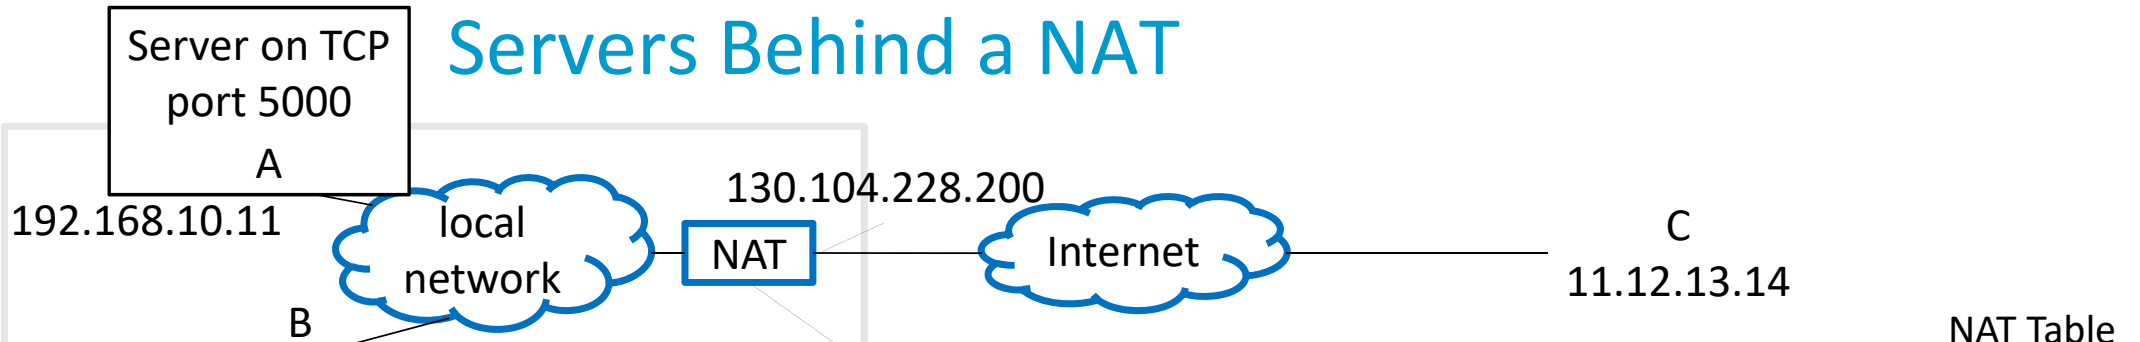 Servers Behind a NAT
Server on TCP
port 5000
A
192.168.10.11
local
network
B
130.104.228.200
NAT
Internet
C
11.12.13.14
NAT Table